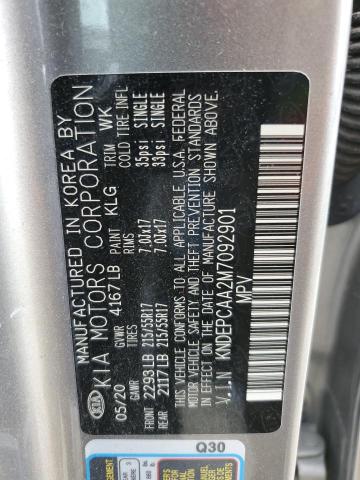 MANUFACTURED IN KOREA BY
KIA KIA MOTORS CORPORATION
05/20 GVWR 4167 LB PAINT KLG TRIM WK
GAWR TIRES RIMS COLD TIRE.INFL
FRONT 2293 LB 215/55R17 7.0Jx17 35psi SINGLE
REAR 2117 LB 215/55R17 7.0Jx17 33psi SINGLE
THIS VEHICLE CONFORMS TO ALL APPLICABLE U.S.A. FEDERAL
MOTOR VEHICLE SAFETY AND THEFT PREVENTION STANDARDS
IN EFFECT ON THE DATE OF MANUFACTURE SHOWN ABOVE.
V.I.N KNDEPCAA2M7092901
MPV
Q30